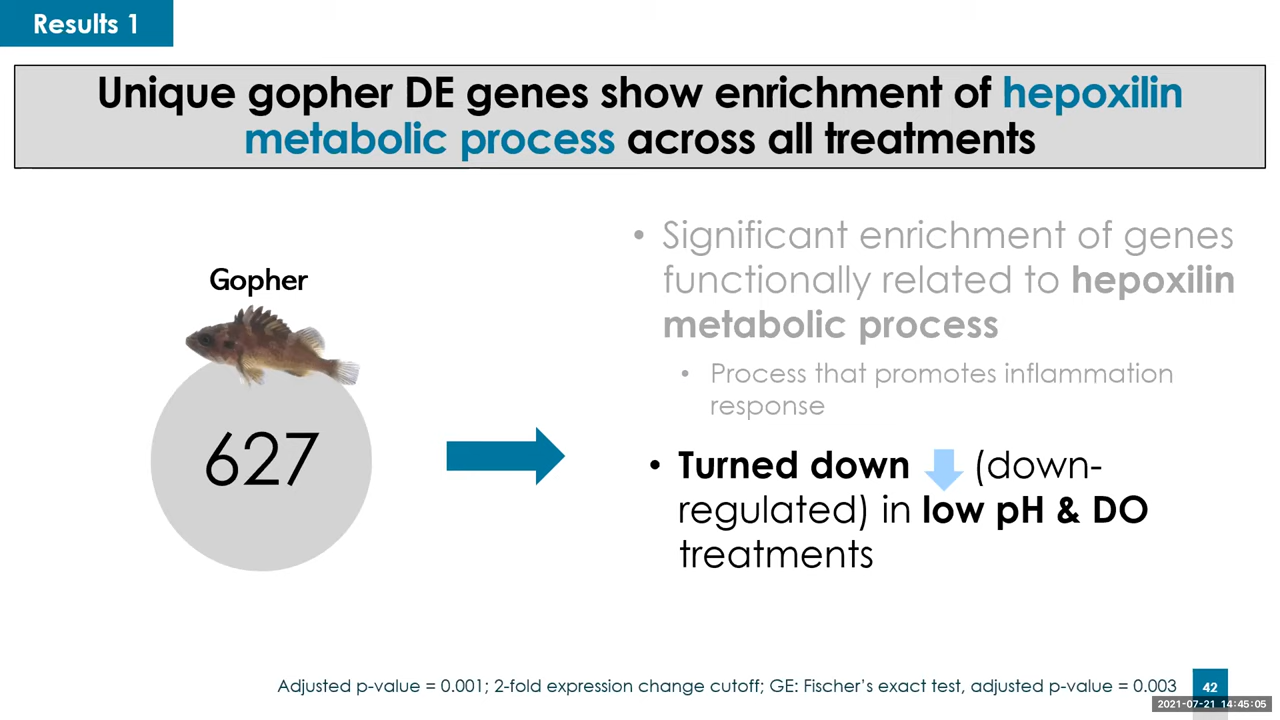 Results 1
Unique gopher DE genes show enrichment of hepoxilin
metabolic process across all treatments
Gopher
627
• Significant enrichment of genes
functionally related to hepoxilin
metabolic process
• Process that promotes inflammation
response
• Turned down (down-
regulated) in low pH & DO
treatments
Adjusted p-value = 0.001; 2-fold expression change cutoff; GE: Fischer’s exact test, adjusted p-value = 0.003
42
2021-07-21 14:45:05